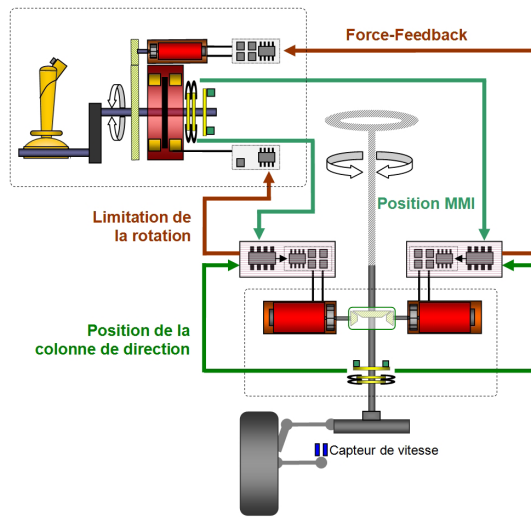 Force-Feedback
Position MMI
Limitation de
la rotation
Position de la
colonne de direction
Capteur de vitesse